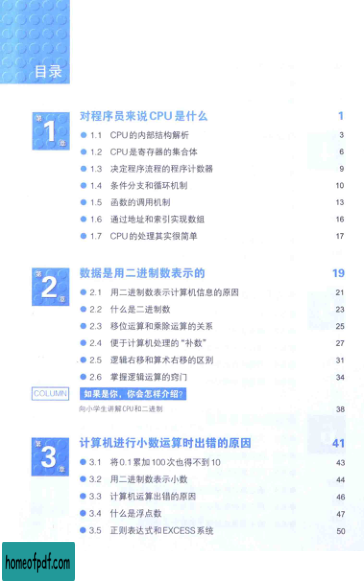 目录
第1章 对程序员来说CPU是什么 1
1.1 CPU的内部结构解析 3
1.2 CPU是寄存器的集合体 6
1.3 决定程序流程的程序计数器 9
1.4 条件分支和循环机制 10
1.5 函数的调用机制 13
1.6 通过地址和索引实现数组 16
1.7 CPU的处理其实很简单 17
第2章 数据是用二进制数表示的 19
2.1 用二进制数表示计算机信息的原因 21
2.2 什么是二进制数 23
2.3 移位运算和乘除运算的关系 25
2.4 便于计算机处理的“补数” 27
2.5 逻辑右移和算术右移的区别 31
2.6 掌握逻辑运算的窍门 34
COLUMN 如果是你，你会怎样介绍？
向小学生讲解CPU和二进制 38
第3章 计算机进行小数运算时出错的原因 41
3.1 将0.1累加100次也得不到10 43
3.2 用二进制数表示小数 44
3.3 计算机运算出错的原因 46
3.4 什么是浮点数 47
3.5 正则表达式和EXCESS系统 50
homeofpdf.com